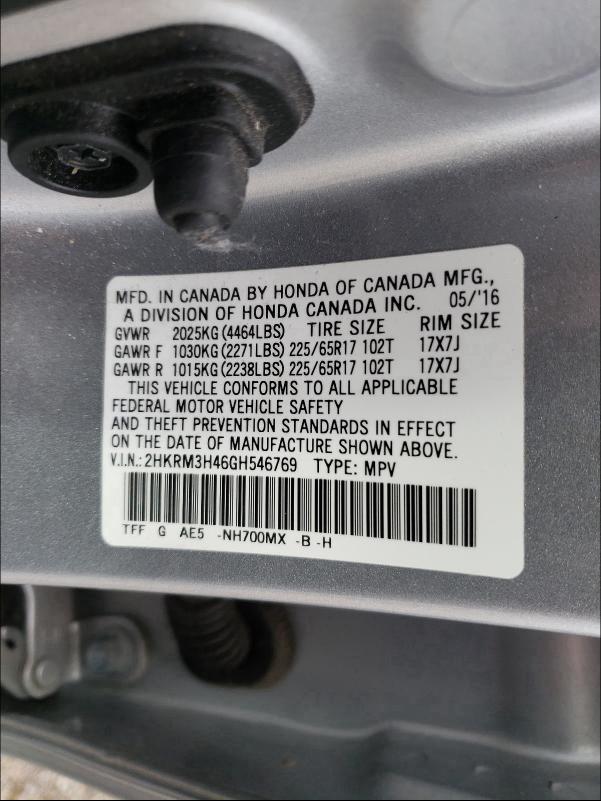 MFD. IN CANADA BY HONDA OF CANADA MFG.,
A DIVISION OF HONDA CANADA INC. 05/'16
GVWR 2025KG(4464LBS) TIRE SIZE RIM SIZE
GAWR F 1030KG(2271LBS) 225/65R17 102T 17X7J
GAWR R 1015KG(2238LBS) 225/65R17 102T 17X7J
THIS VEHICLE CONFORMS TO ALL APPLICABLE
FEDERAL MOTOR VEHICLE SAFETY
AND THEFT PREVENTION STANDARDS IN EFFECT
ON THE DATE OF MANUFACTURE SHOWN ABOVE.
V.I.N.: 2HKRM3H46GH546769 TYPE: MPV
TFF G AE5 -NH700MX -B -H